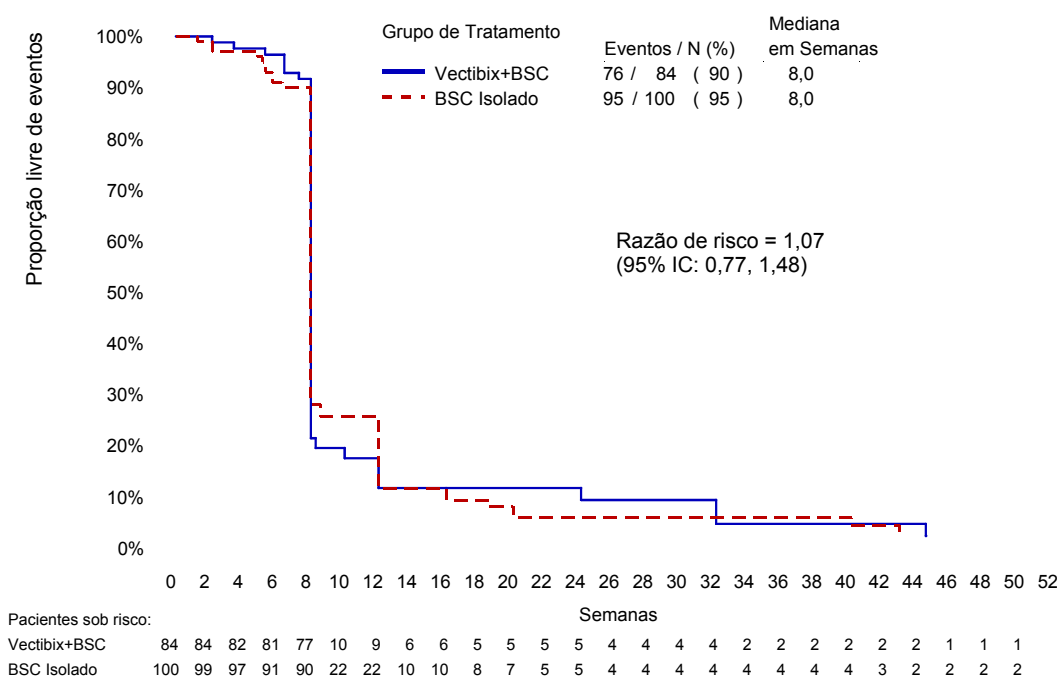 Proporção livre de eventos
100%
90%
80%
70%
60%
50%
40%
30%
20%
10%
0%
Grupo de Tratamento
Eventos / N (%)
Mediana
em Semanas
Vectibix+BSC 76 / 84 ( 90 ) 8,0
BSC Isolado 95 / 100 ( 95 ) 8,0
Razão de risco = 1,07
(95% IC: 0,77, 1,48)
0 2 4 6 8 10 12 14 16 18 20 22 24 26 28 30 32 34 36 38 40 42 44 46 48 50 52
Semanas
Pacientes sob risco:
Vectibix+BSC 84 84 82 81 77 10 9 6 6 5 5 5 5 4 4 4 4 2 2 2 2 2 2 1 1 1
BSC Isolado 100 99 97 91 90 22 22 10 10 8 7 5 5 4 4 4 4 4 4 4 4 3 2 2 2 2